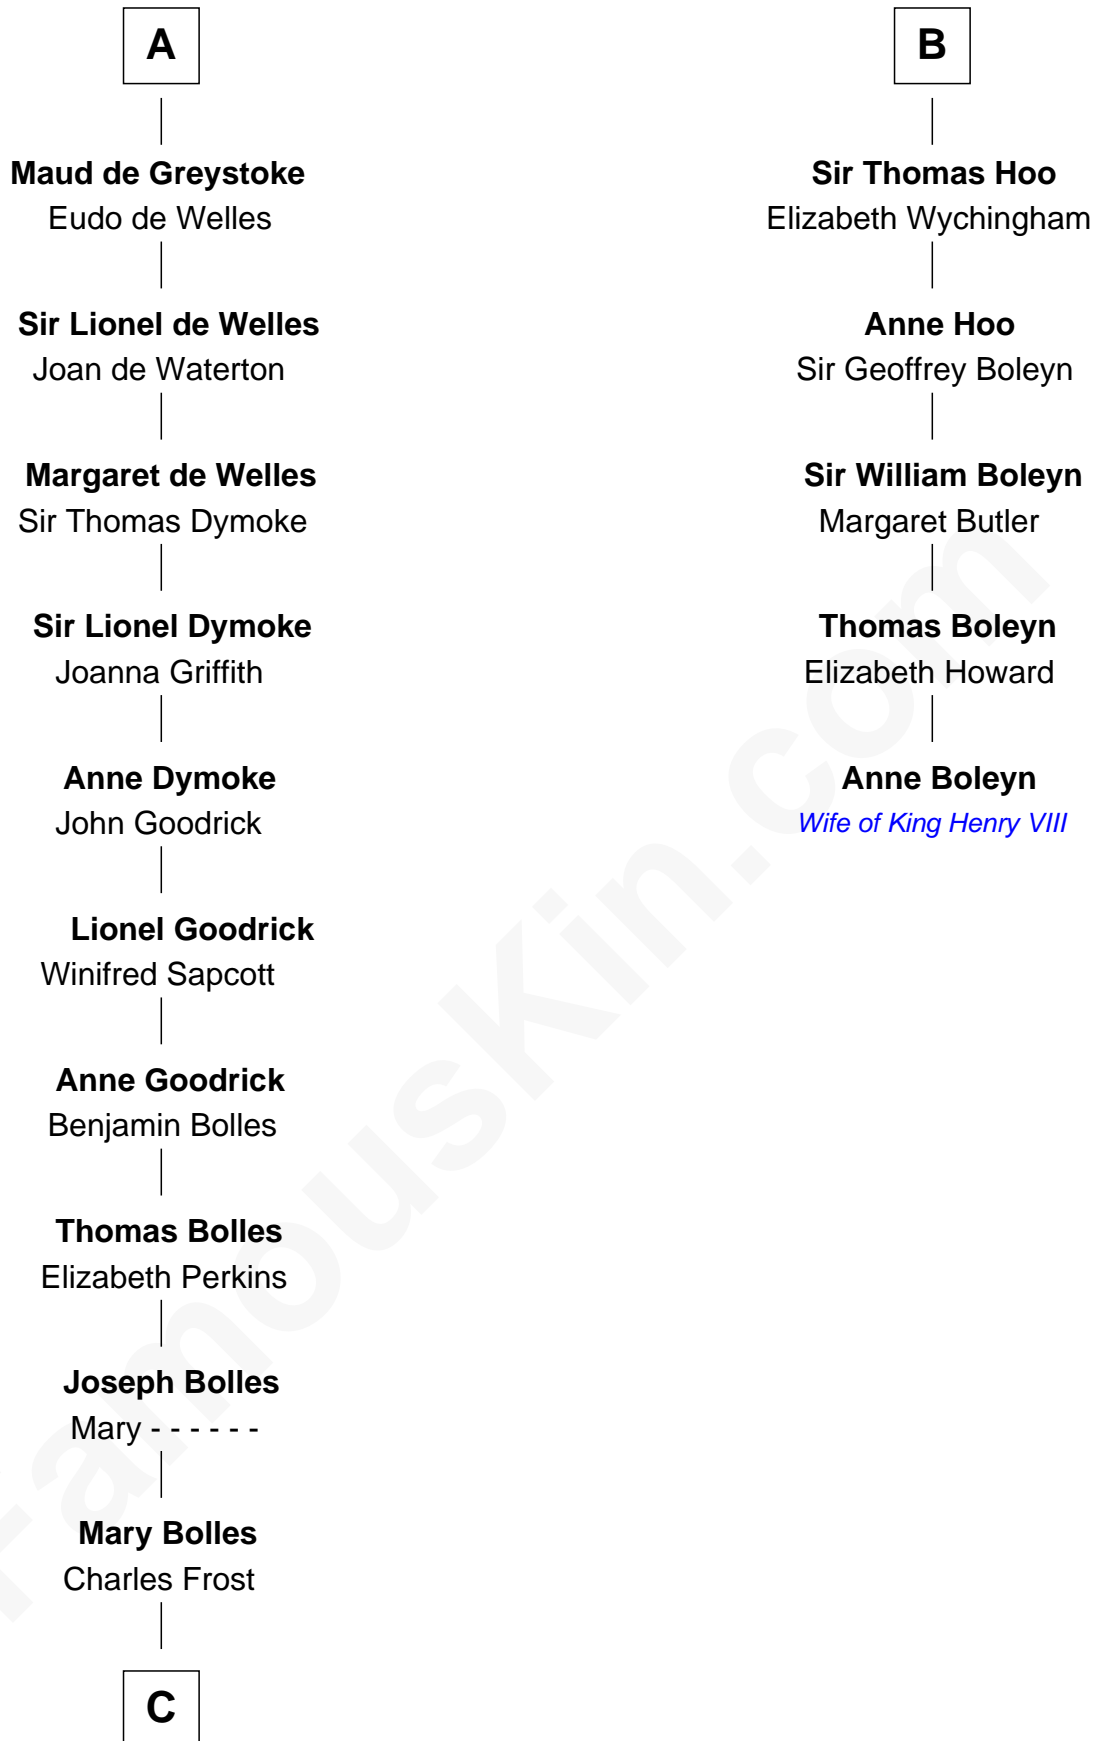 A
Maud de Greystoke
Eudo de Welles
Sir Lionel de Welles
Joan de Waterton
Margaret de Welles
Sir Thomas Dymoke
Sir Lionel Dymoke
Joanna Griffith
Anne Dymoke
John Goodrick
Lionel Goodrick
Winifred Sapcott
Anne Goodrick
Benjamin Bolles
Thomas Bolles
Elizabeth Perkins
Joseph Bolles
Mary - - - - - -
Mary Bolles
Charles Frost
C
B
Sir Thomas Hoo
Elizabeth Wychingham
Anne Hoo
Sir Geoffrey Boleyn
Sir William Boleyn
Margaret Butler
Thomas Boleyn
Elizabeth Howard
Anne Boleyn
Wife of King Henry VIII
FamousKin.com